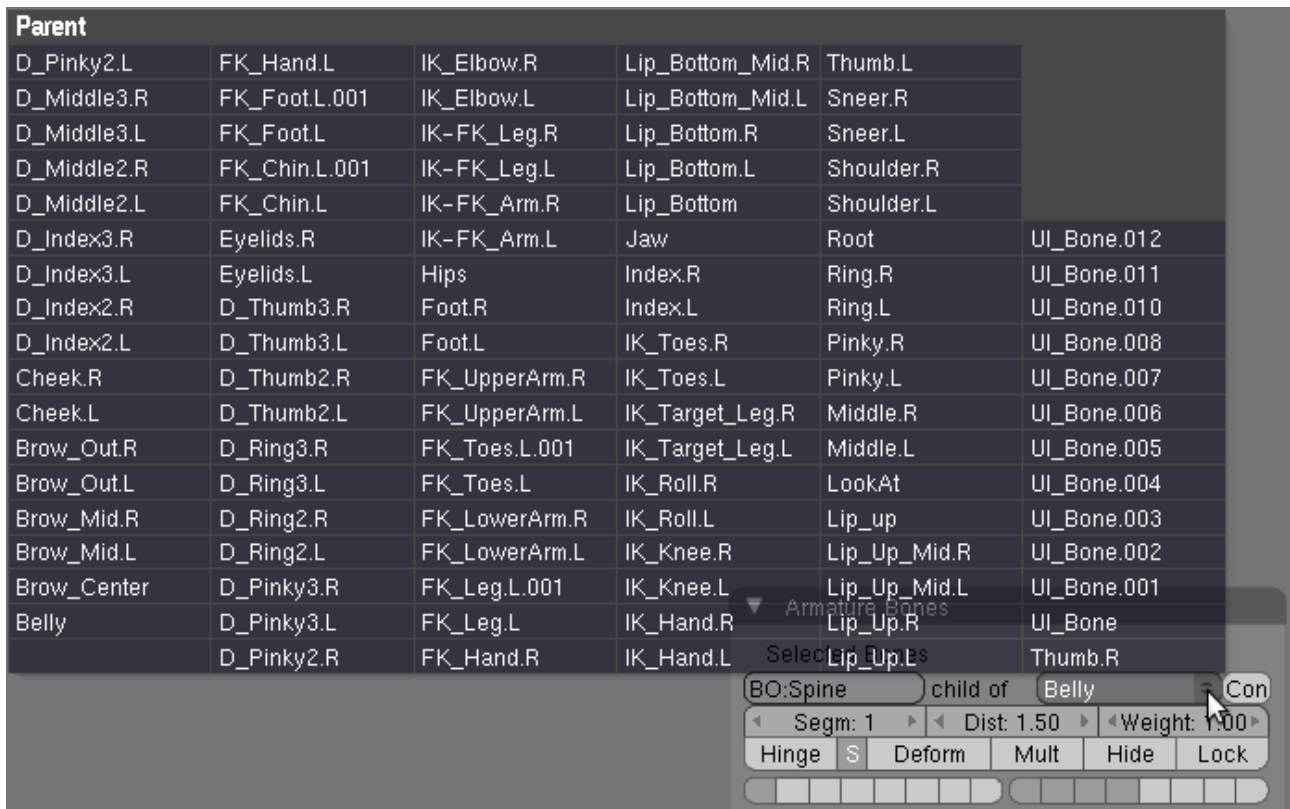 Parent
D_Pinky2.L FK_Hand.L IK_Elbow.R Lip_Bottom_Mid.R Thumb.L
D_Middle3.R FK_Foot.L.001 IK_Elbow.L Lip_Bottom_Mid.L Sneer.R
D_Middle3.L FK_Foot.L IK-FK_Leg.R Lip_Bottom.R Sneer.L
D_Middle2.R FK_Chin.L.001 IK-FK_Leg.L Lip_Bottom.L Shoulder.R
D_Middle2.L FK_Chin.L IK-FK_Arm.R Lip_Bottom Shoulder.L
D_Index3.R Eyelids.R IK-FK_Arm.L Jaw Root UI_Bone.012
D_Index3.L Eyelids.L Hips Index.R Ring.R UI_Bone.011
D_Index2.R D_Thumb3.R Foot.R Index.L Ring.L UI_Bone.010
D_Index2.L D_Thumb3.L Foot.L IK_Toes.R Pinky.R UI_Bone.008
Cheek.R D_Thumb2.R FK_UpperArm.R IK_Toes.L Pinky.L UI_Bone.007
Cheek.L D_Thumb2.L FK_UpperArm.L IK_Target_Leg.R Middle.R UI_Bone.006
Brow_Out.R D_Ring3.R FK_Toes.L.001 IK_Target_Leg.L Middle.L UI_Bone.005
Brow_Out.L D_Ring3.L FK_Toes.L IK_Roll.R LookAt UI_Bone.004
Brow_Mid.R D_Ring2.R FK_LowerArm.R IK_Roll.L Lip_up UI_Bone.003
Brow_Mid.L D_Ring2.L FK_LowerArm.L IK_Knee.R Lip_Up_Mid.R UI_Bone.002
Brow_Center D_Pinky3.R FK_Leg.L.001 IK_Knee.L Lip_Up_Mid.L UI_Bone.001
Armature Bones
Belly D_Pinky3.L FK_Leg.L IK_Hand.R Lip_Up.R UI_Bone
D_Pinky2.R FK_Hand.R IK_Hand.L Lip_Up.L Thumb.R
Selected Bones
BO:Spine child of Belly Con
Segm: 1 Dist: 1.50 Weight: 1.00
Hinge S Deform Mult Hide Lock